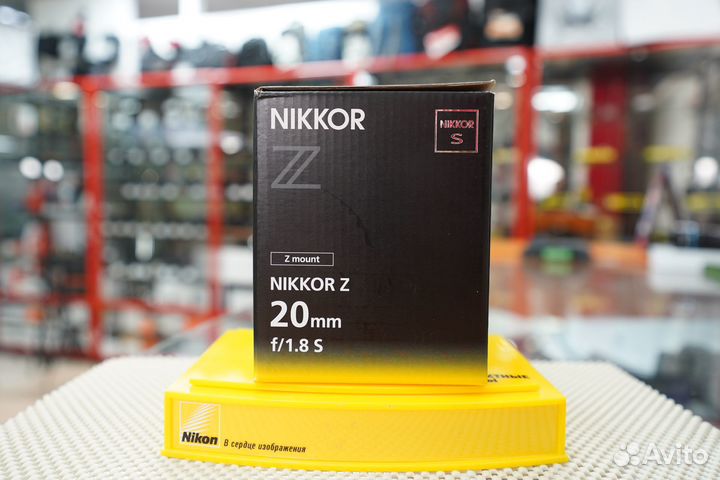 NIKKOR
Z
NIKKOR
S
Z mount
NIKKOR Z
20mm
f/1.8 S
Nikon
В сердце изображения
Avito